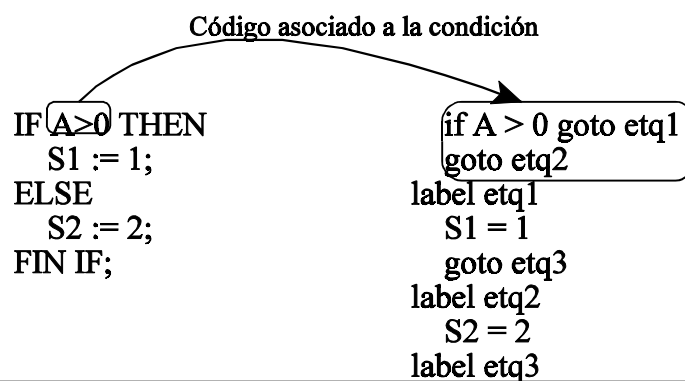 Código asociado a la condición
IF A>0 THEN
S1 := 1;
ELSE
S2 := 2;
FIN IF;
if A > 0 goto etq1
goto etq2
label etq1
S1 = 1
goto etq3
label etq2
S2 = 2
label etq3